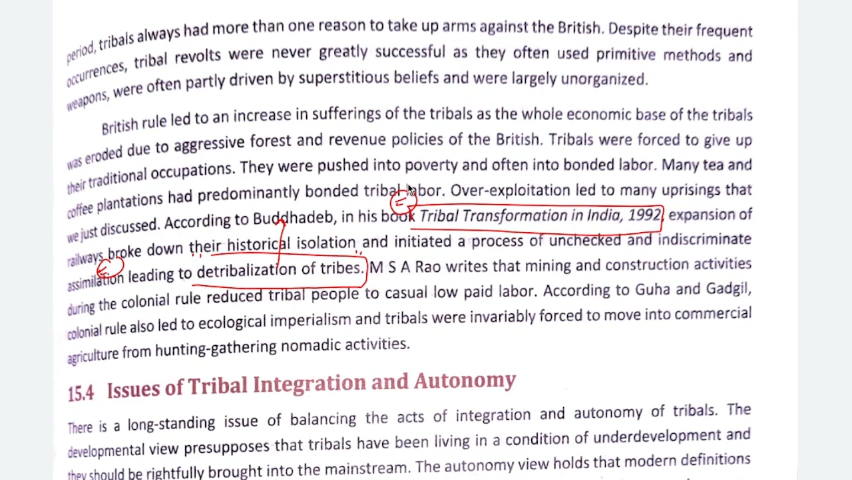 period, tribals always had more than one reason to take up arms against the British. Despite their frequent
occurrences, tribal revolts were never greatly successful as they often used primitive methods and
weapons, were often partly driven by superstitious beliefs and were largely unorganized.
British rule led to an increase in sufferings of the tribals as the whole economic base of the tribals
was eroded due to aggressive forest and revenue policies of the British. Tribals were forced to give up
their traditional occupations. They were pushed into poverty and often into bonded labor. Many tea and
coffee plantations had predominantly bonded tribal labor. Over-exploitation led to many uprisings that
we just discussed. According to Buddhadeb, in his book Tribal Transformation in India, 1992, expansion of
railways broke down their historical isolation and initiated a process of unchecked and indiscriminate
assimilation leading to detribalization of tribes. M S A Rao writes that mining and construction activities
during the colonial rule reduced tribal people to casual low paid labor. According to Guha and Gadgil,
colonial rule also led to ecological imperialism and tribals were invariably forced to move into commercial
agriculture from hunting-gathering nomadic activities.
15.4 Issues of Tribal Integration and Autonomy
There is a long-standing issue of balancing the acts of integration and autonomy of tribals. The
developmental view presupposes that tribals have been living in a condition of underdevelopment and
they should be rightfully brought into the mainstream. The autonomy view holds that modern definitions